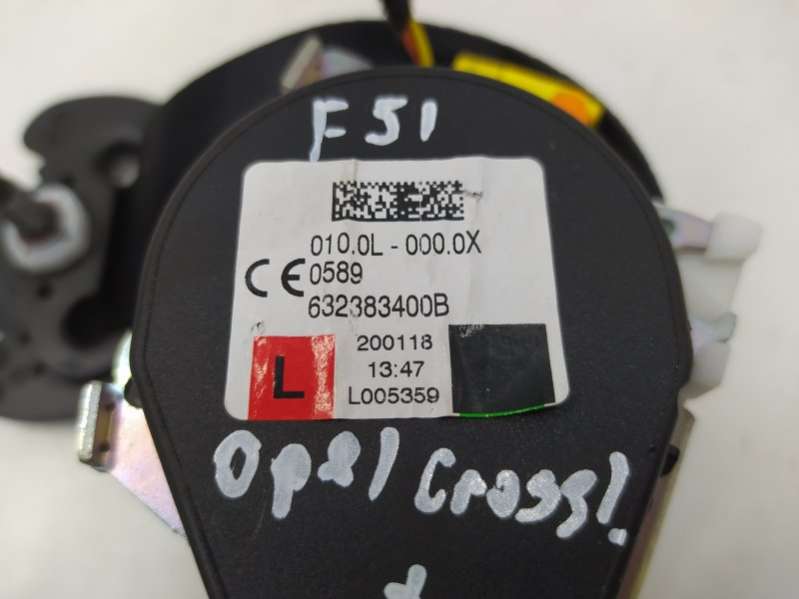 F51
010.0L - 000.0X
CE 0589
632383400B
200118
L 13:47
L005359
Opel Crossl